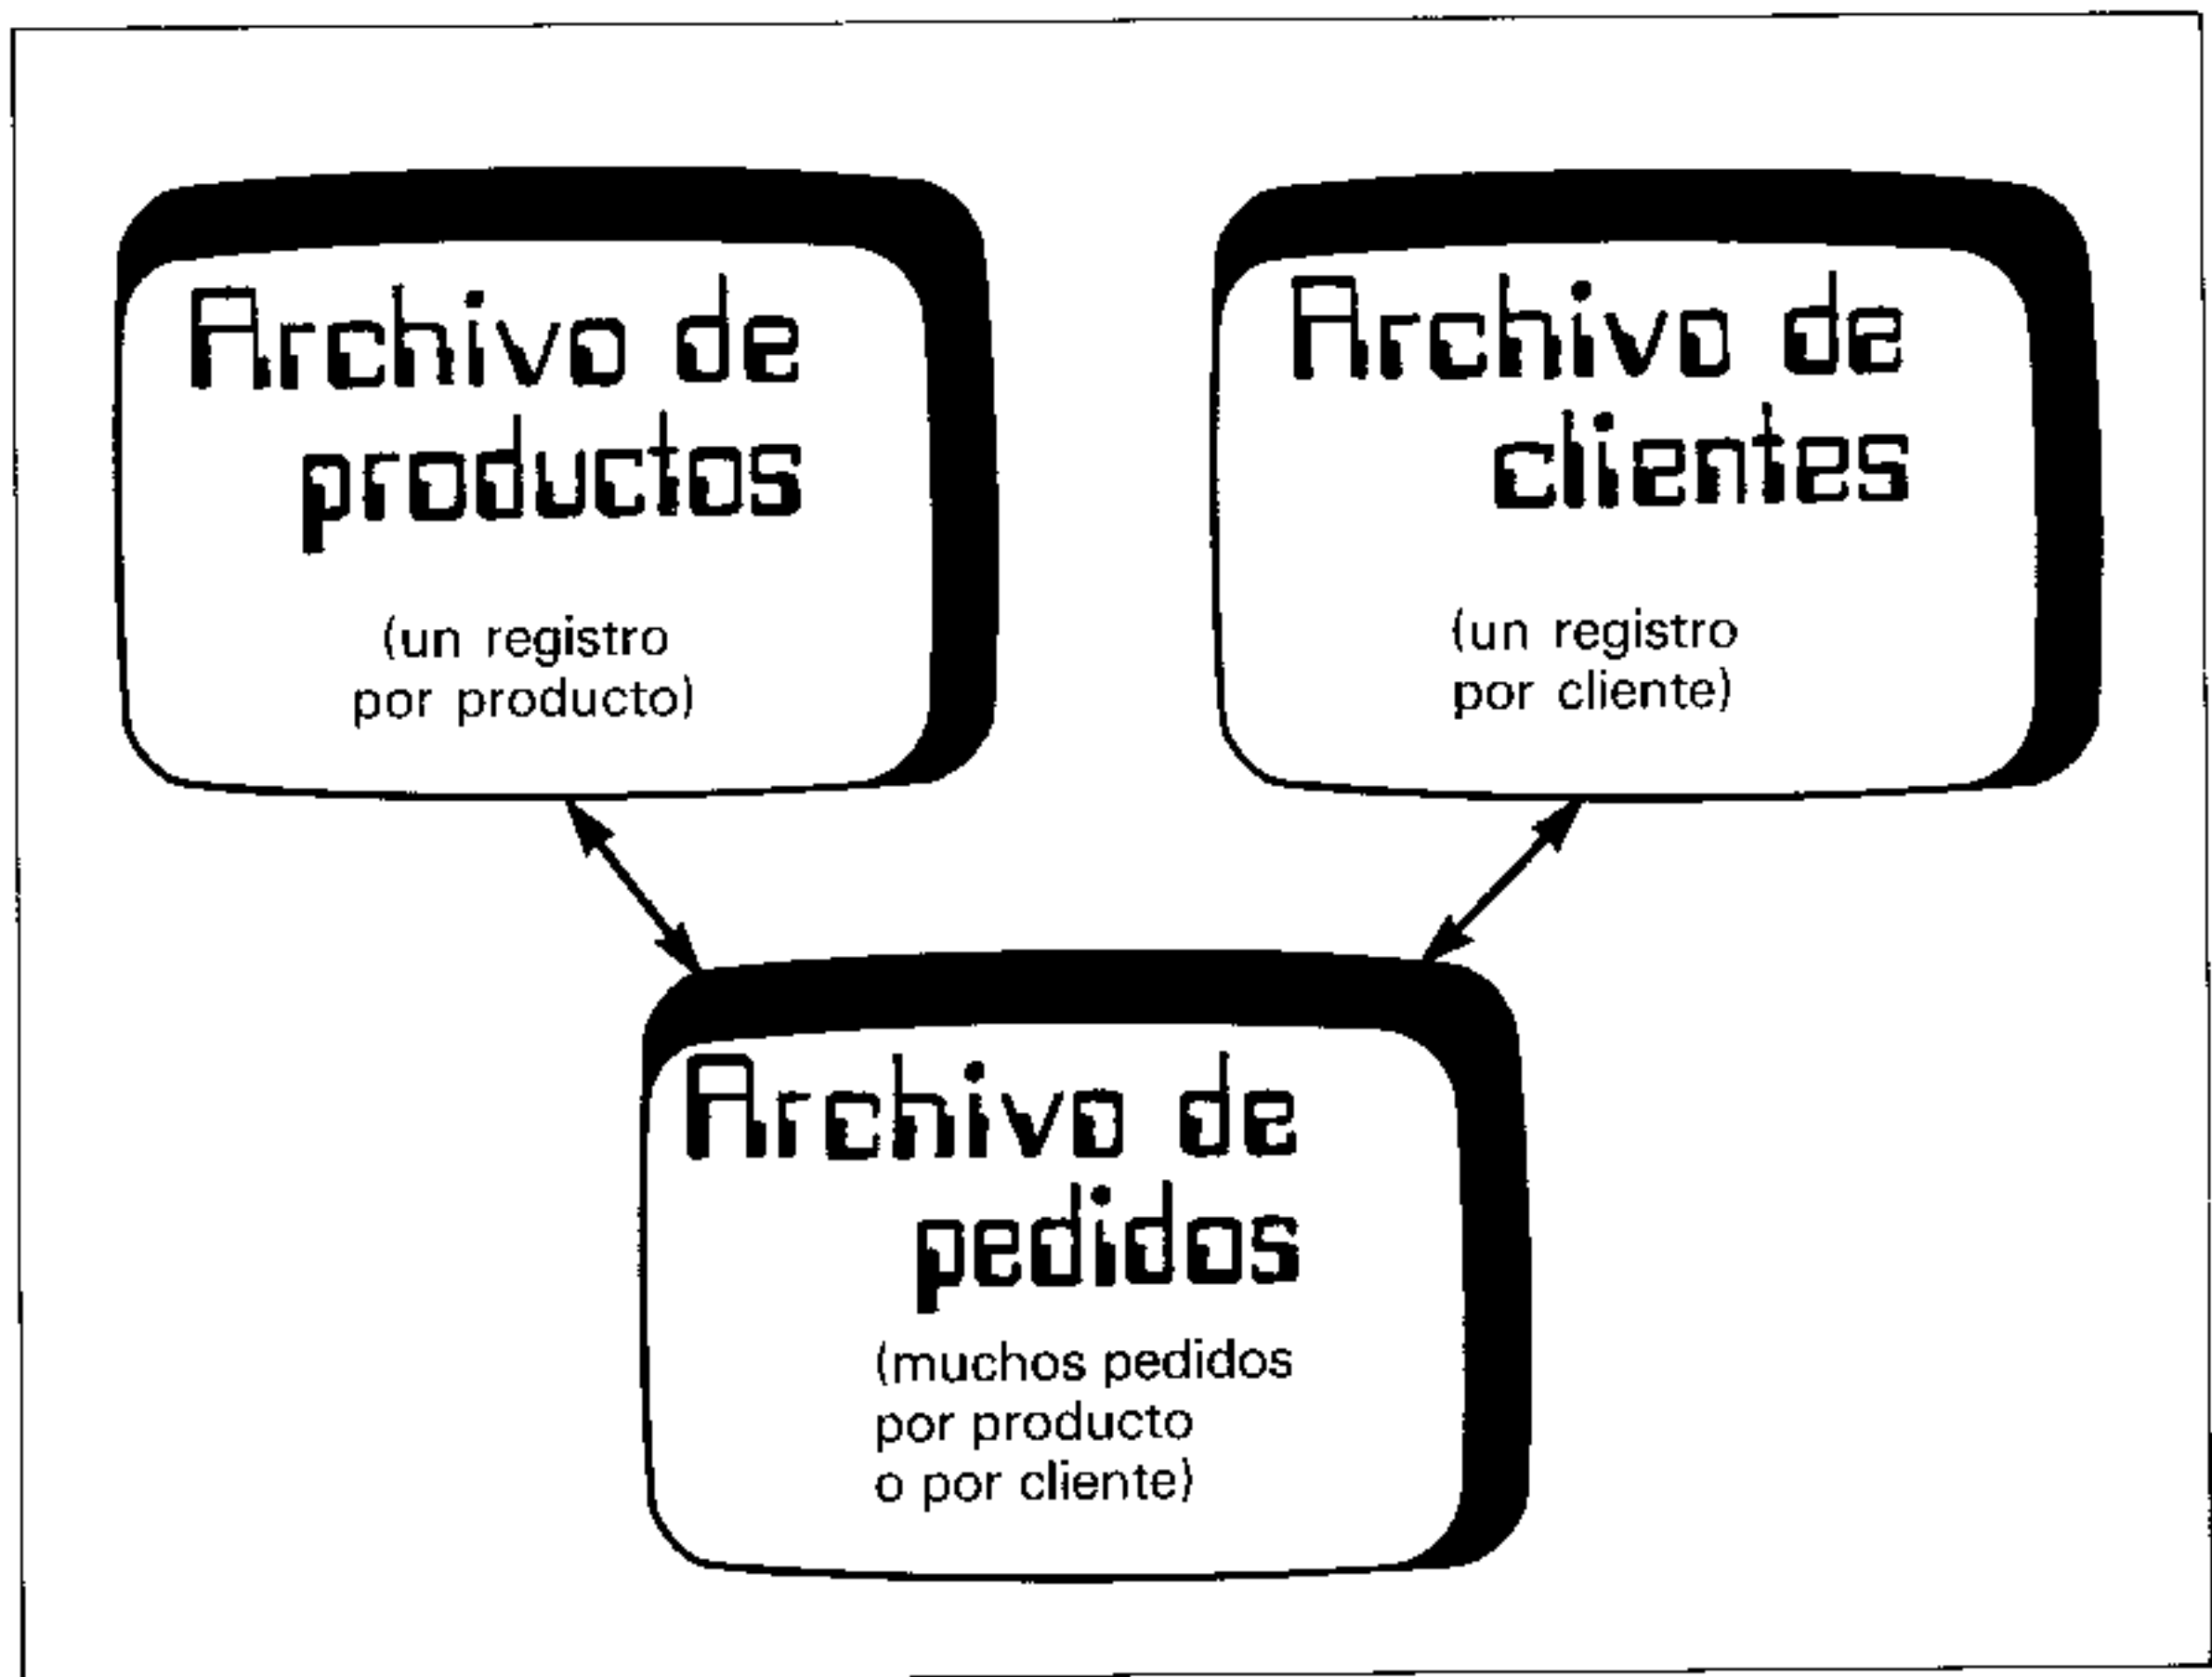 Archivo de
productos
(un registro
por producto)
Archivo de
clientes
(un registro
por cliente)
Archivo de
pedidos
(muchos pedidos
por producto
o por cliente)